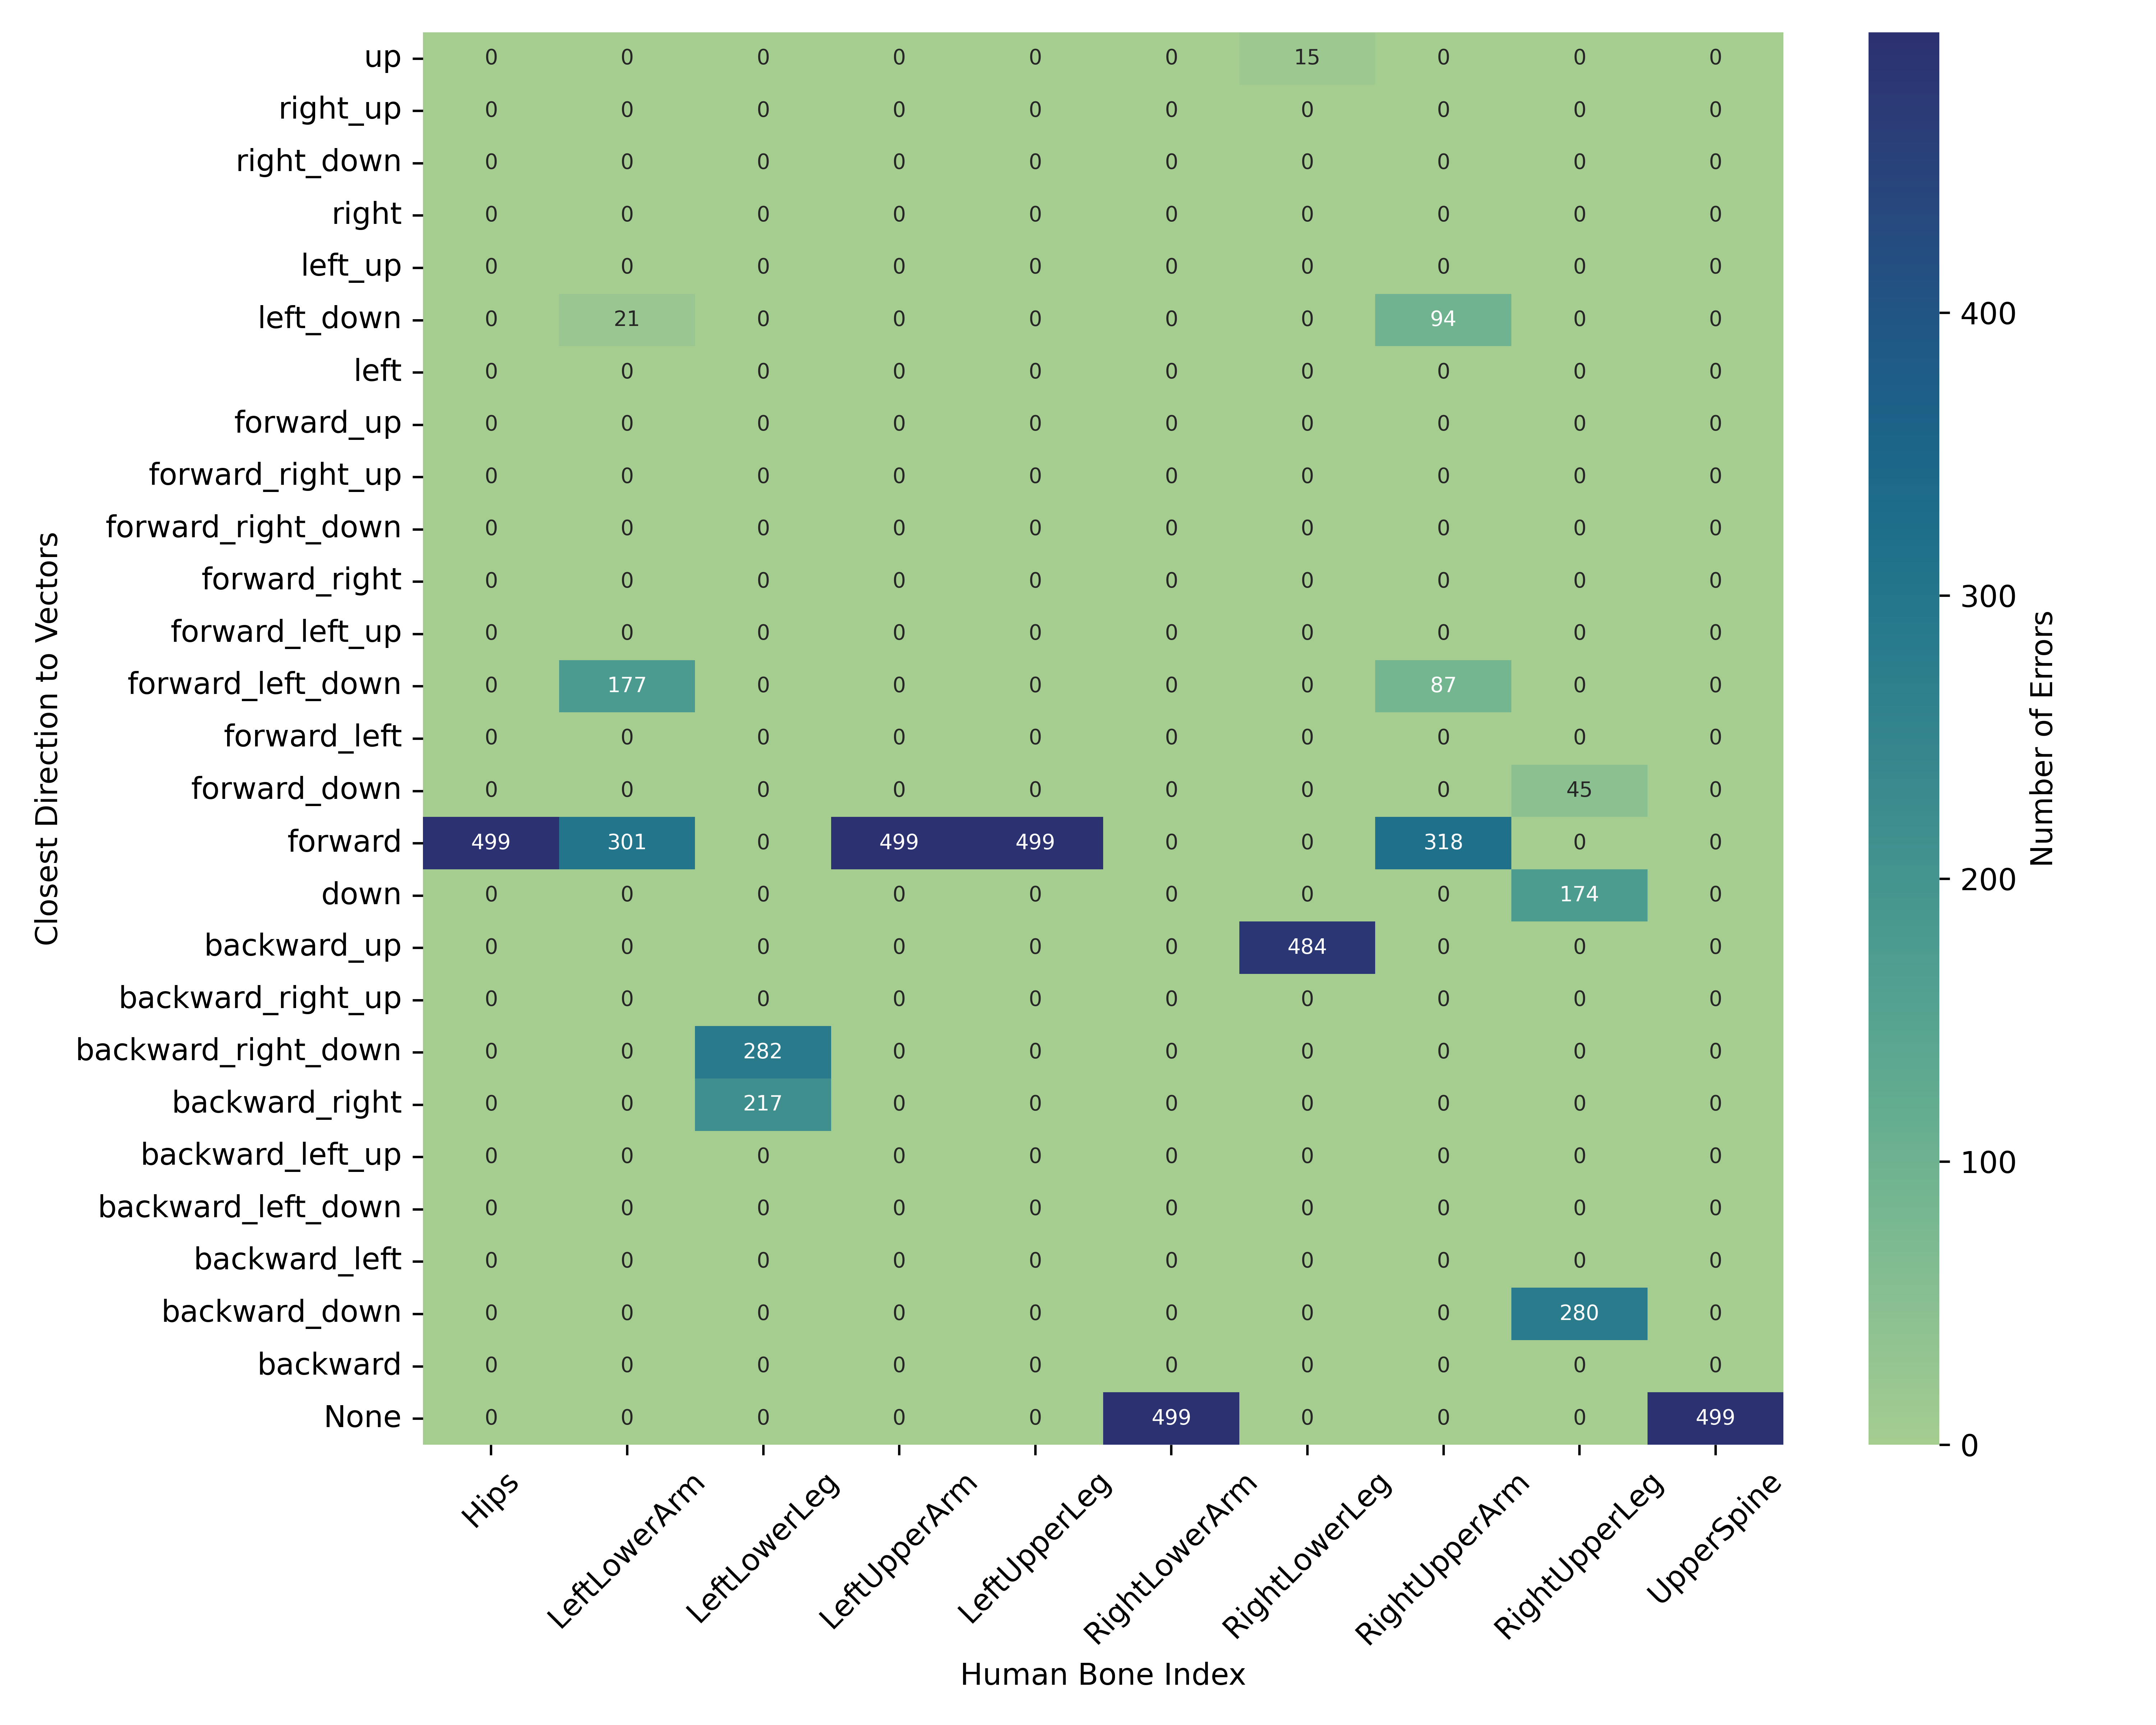 up 0 0 0 0 0 0 15 0 0 0
right_up 0 0 0 0 0 0 0 0 0 0
right_down 0 0 0 0 0 0 0 0 0 0
right 0 0 0 0 0 0 0 0 0 0
left_up 0 0 0 0 0 0 0 0 0 0
left_down 0 21 0 0 0 0 0 94 0 0
left 0 0 0 0 0 0 0 0 0 0
forward_up 0 0 0 0 0 0 0 0 0 0
forward_right_up 0 0 0 0 0 0 0 0 0 0
forward_right_down 0 0 0 0 0 0 0 0 0 0
forward_right 0 0 0 0 0 0 0 0 0 0
forward_left_up 0 0 0 0 0 0 0 0 0 0
forward_left_down 0 177 0 0 0 0 0 87 0 0
forward_left 0 0 0 0 0 0 0 0 0 0
forward_down 0 0 0 0 0 0 0 0 45 0
forward 499 301 0 499 499 0 0 318 0 0
down 0 0 0 0 0 0 0 0 174 0
backward_up 0 0 0 0 0 0 484 0 0 0
backward_right_up 0 0 0 0 0 0 0 0 0 0
backward_right_down 0 0 282 0 0 0 0 0 0 0
backward_right 0 0 217 0 0 0 0 0 0 0
backward_left_up 0 0 0 0 0 0 0 0 0 0
backward_left_down 0 0 0 0 0 0 0 0 0 0
backward_left 0 0 0 0 0 0 0 0 0 0
backward_down 0 0 0 0 0 0 0 0 280 0
backward 0 0 0 0 0 0 0 0 0 0
None 0 0 0 0 0 499 0 0 0 499
Closest Direction to Vectors
Hips LeftLowerArm LeftLowerLeg LeftUpperArm LeftUpperLeg RightLowerArm RightLowerLeg RightUpperArm RightUpperLeg UpperSpine
Human Bone Index
400
300
200
100
0
Number of Errors